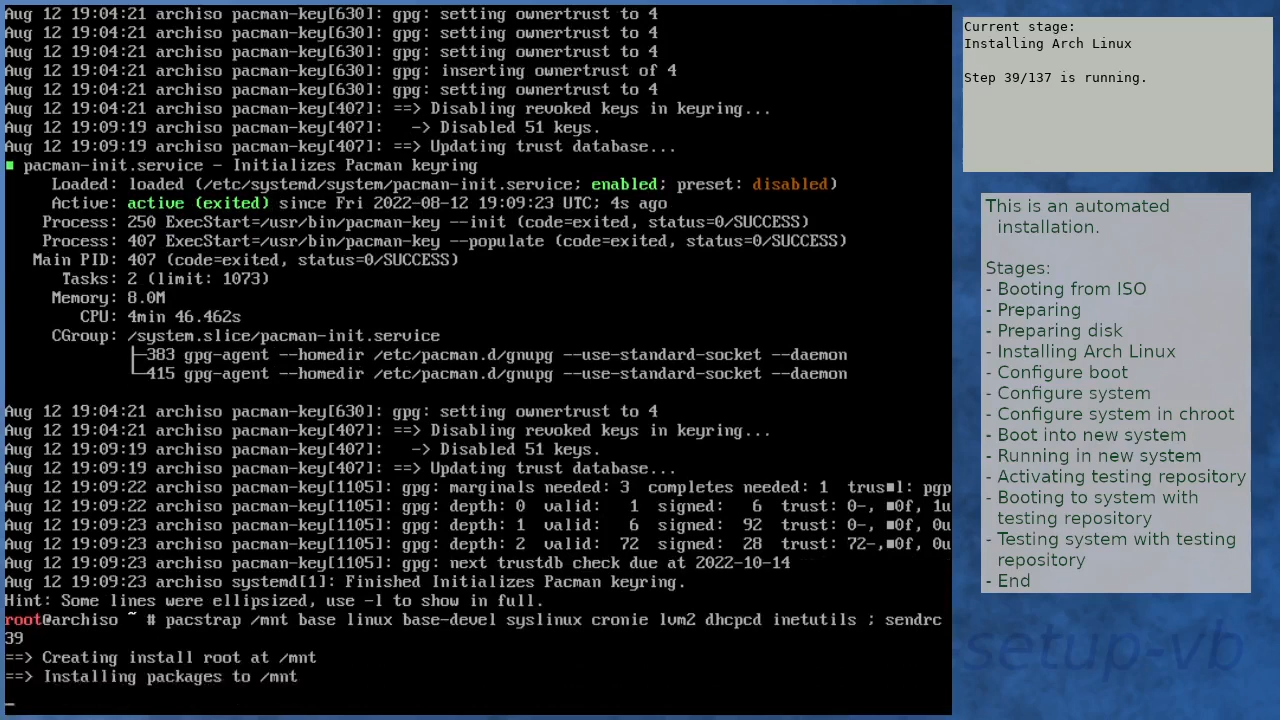 Aug 12 19:04:21 archiso pacman-key[630]: gpg: setting ownertrust to 4
Aug 12 19:04:21 archiso pacman-key[630]: gpg: setting ownertrust to 4
Aug 12 19:04:21 archiso pacman-key[630]: gpg: setting ownertrust to 4
Aug 12 19:04:21 archiso pacman-key[630]: gpg: inserting ownertrust of 4
Aug 12 19:04:21 archiso pacman-key[630]: gpg: setting ownertrust to 4
Aug 12 19:04:21 archiso pacman-key[407]: ==> Disabling revoked keys in keyring...
Aug 12 19:09:19 archiso pacman-key[407]:   -> Disabled 51 keys.
Aug 12 19:09:19 archiso pacman-key[407]: ==> Updating trust database...
■ pacman-init.service - Initializes Pacman keyring
     Loaded: loaded (/etc/systemd/system/pacman-init.service; enabled; preset: disabled)
     Active: active (exited) since Fri 2022-08-12 19:09:23 UTC; 4s ago
    Process: 250 ExecStart=/usr/bin/pacman-key --init (code=exited, status=0/SUCCESS)
    Process: 407 ExecStart=/usr/bin/pacman-key --populate (code=exited, status=0/SUCCESS)
   Main PID: 407 (code=exited, status=0/SUCCESS)
      Tasks: 2 (limit: 1073)
     Memory: 8.0M
        CPU: 4min 46.462s
     CGroup: /system.slice/pacman-init.service
             ├─383 gpg-agent --homedir /etc/pacman.d/gnupg --use-standard-socket --daemon
             └─415 gpg-agent --homedir /etc/pacman.d/gnupg --use-standard-socket --daemon
Aug 12 19:04:21 archiso pacman-key[630]: gpg: setting ownertrust to 4
Aug 12 19:04:21 archiso pacman-key[407]: ==> Disabling revoked keys in keyring...
Aug 12 19:09:19 archiso pacman-key[407]:   -> Disabled 51 keys.
Aug 12 19:09:19 archiso pacman-key[407]: ==> Updating trust database...
Aug 12 19:09:22 archiso pacman-key[1105]: gpg: marginals needed: 3  completes needed: 1  trus■l: pgp
Aug 12 19:09:22 archiso pacman-key[1105]: gpg: depth: 0  valid:   1  signed:   6  trust: 0-, ■0f, 1u
Aug 12 19:09:23 archiso pacman-key[1105]: gpg: depth: 1  valid:   6  signed:  92  trust: 0-, ■0f, 0u
Aug 12 19:09:23 archiso pacman-key[1105]: gpg: depth: 2  valid:  72  signed:  28  trust: 72-,■0f, 0u
Aug 12 19:09:23 archiso pacman-key[1105]: gpg: next trustdb check due at 2022-10-14
Aug 12 19:09:23 archiso systemd[1]: Finished Initializes Pacman keyring.
Hint: Some lines were ellipsized, use -l to show in full.
root@archiso ~ # pacstrap /mnt base linux base-devel syslinux cronie lvm2 dhcpcd inetutils ; sendrc
39
==> Creating install root at /mnt
==> Installing packages to /mnt
Current stage:
Installing Arch Linux
Step 39/137 is running.
This is an automated
installation.
Stages:
- Booting from ISO
- Preparing
- Preparing disk
- Installing Arch Linux
- Configure boot
- Configure system
- Configure system in chroot
- Boot into new system
- Running in new system
- Activating testing repository
- Booting to system with
testing repository
- Testing system with testing
repository
- End
setup-vb